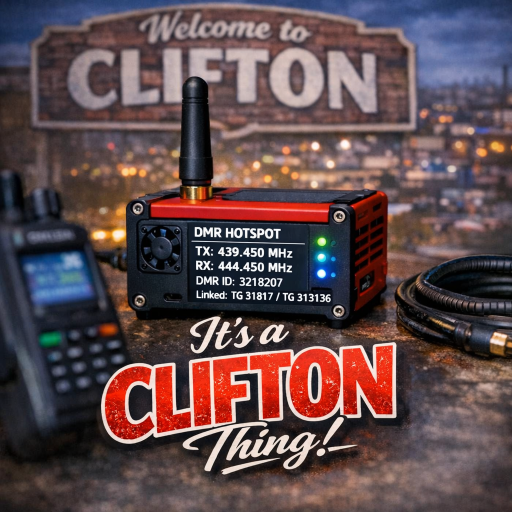 Welcome to
CLIFTON
DMR HOTSPOT
TX: 439.450 MHz
RX: 444.450 MHz
DMR ID: 3218207
Linked: TG 31817 / TG 313136
It's a
CLIFTON
Thing!